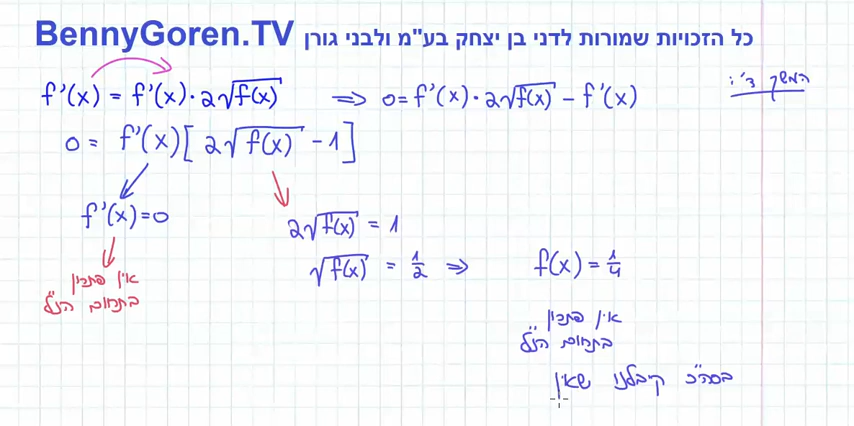 BennyGoren.TV כל הזכויות שמורות לדני בן יצחק בע"מ ולבני גורן
המשך ד':
f'(x) = f'(x)·2√f(x) ⇒ 0 = f'(x)·2√f(x) − f'(x)
0 = f'(x)[2√f(x) − 1]
f'(x)=0
2√f(x) = 1
√f(x) = 1/2 ⇒ f(x) = 1/4
אין פתרון
בתחום הנ"ל
אין פתרון
בתחום הנ"ל
בסה"כ קיבלנו שאין